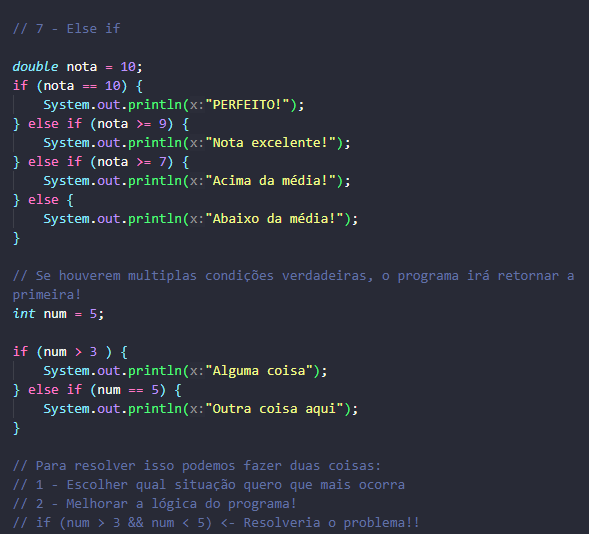 // 7 - Else if
double nota = 10;
if (nota == 10) {
System.out.println(x:"PERFEITO!");
} else if (nota >= 9) {
System.out.println(x:"Nota excelente!");
} else if (nota >= 7) {
System.out.println(x:"Acima da média!");
} else {
System.out.println(x:"Abaixo da média!");
}
// Se houverem multiplas condições verdadeiras, o programa irá retornar a
primeira!
int num = 5;
if (num > 3 ) {
System.out.println(x:"Alguma coisa");
} else if (num == 5) {
System.out.println(x:"Outra coisa aqui");
}
// Para resolver isso podemos fazer duas coisas:
// 1 - Escolher qual situação quero que mais ocorra
// 2 - Melhorar a lógica do programa!
// if (num > 3 && num < 5) <- Resolveria o problema!!